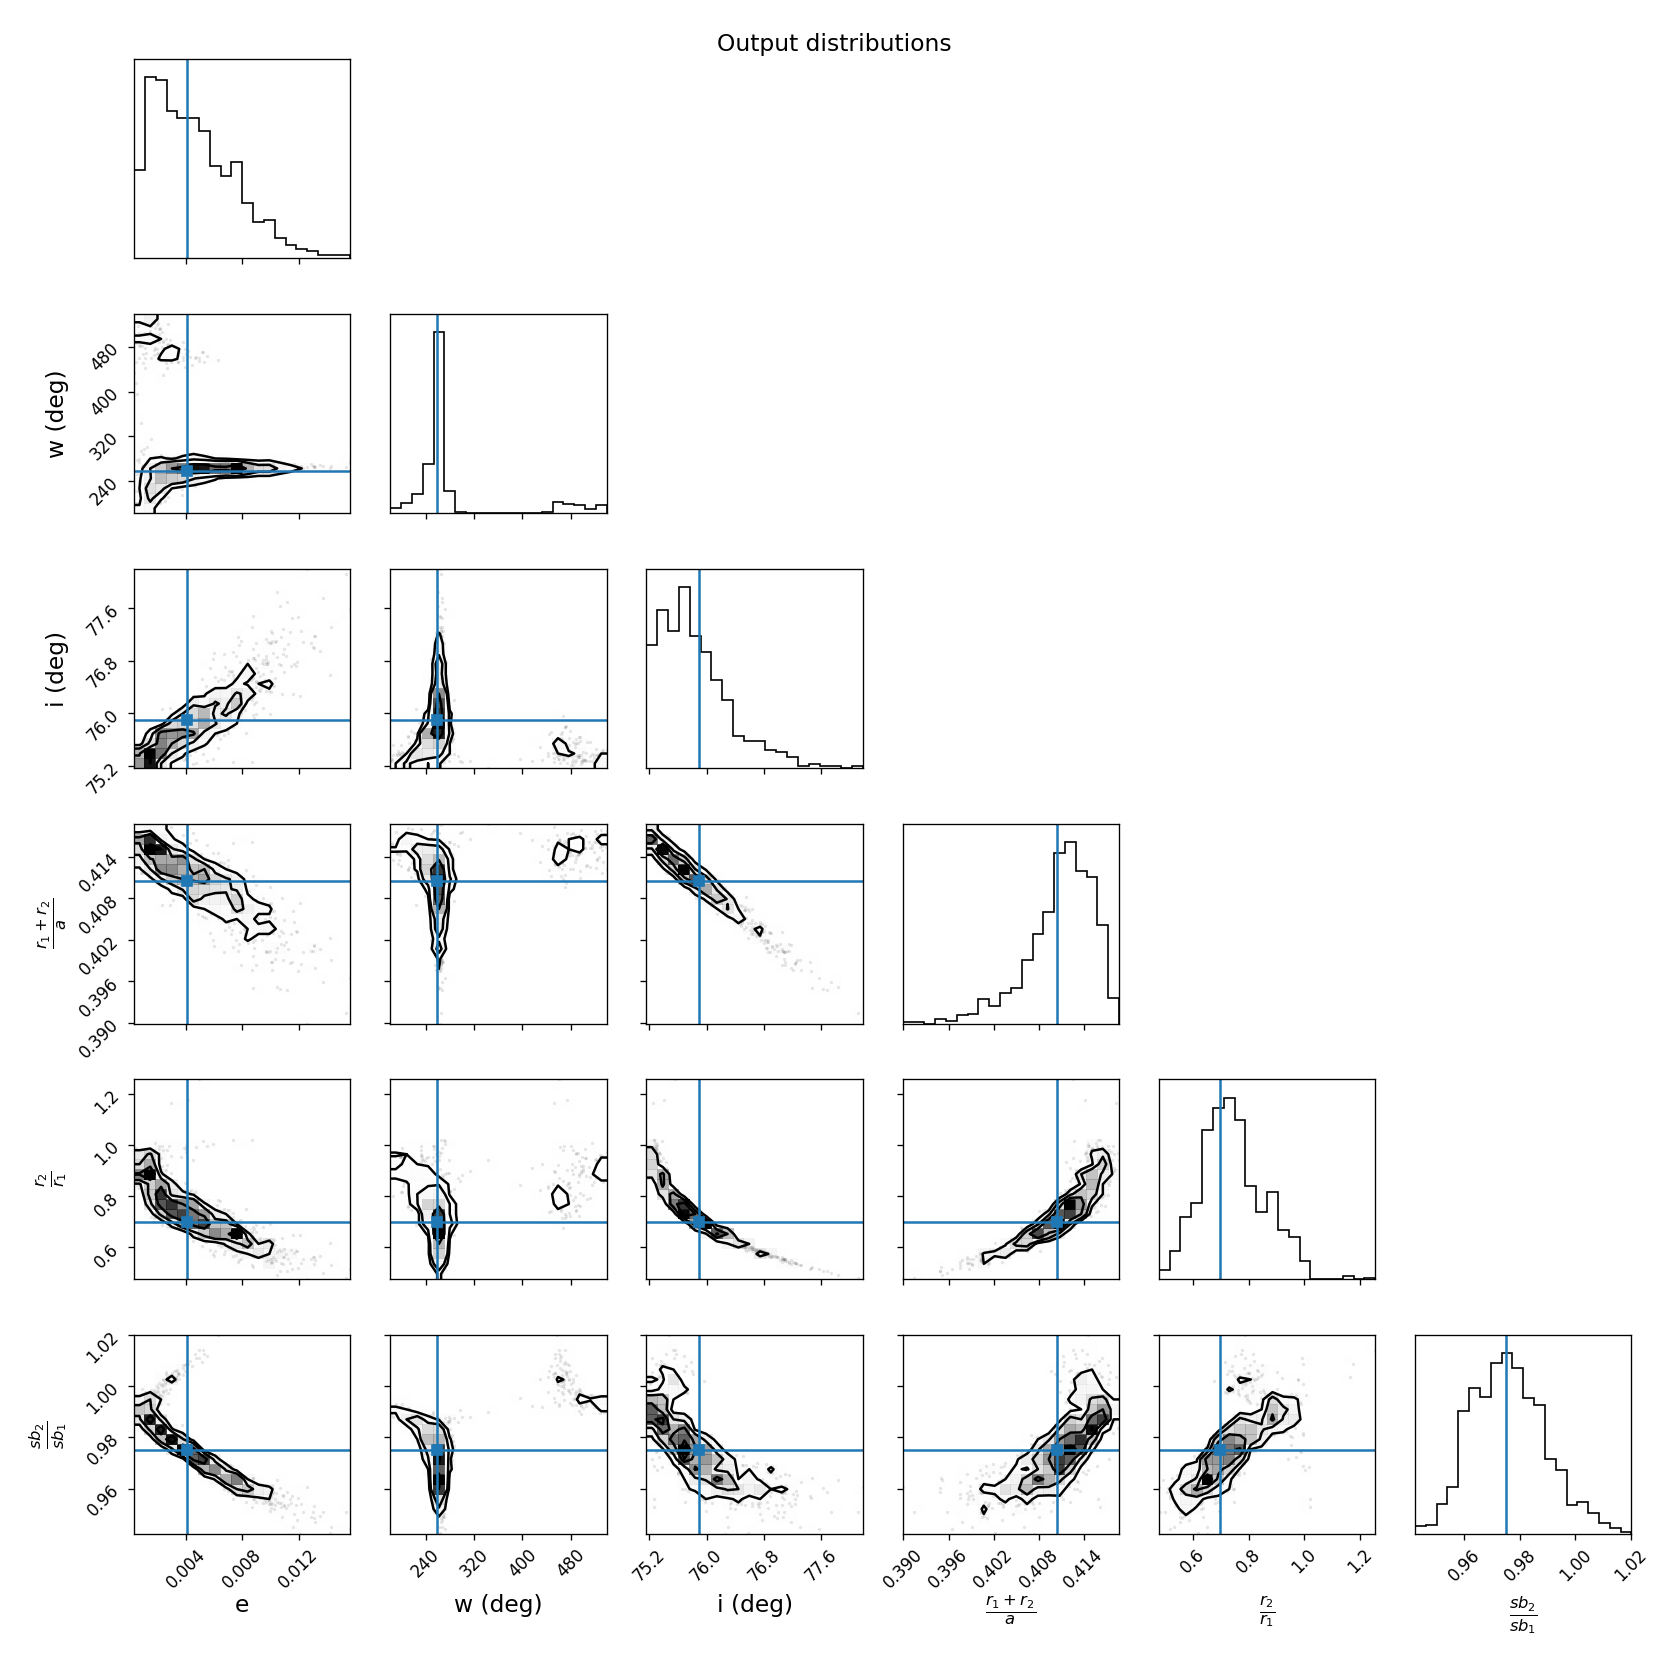 Output distributions
w (deg)
480
400
320
240
i (deg)
77.6
76.8
76.0
75.2
r₁ + r₂
a
0.414
0.408
0.402
0.396
0.390
r₂
r₁
1.2
1.0
0.8
0.6
sb₂
sb₁
1.02
1.00
0.98
0.96
0.004 0.008 0.012
240 320 400 480
75.2 76.0 76.8 77.6
0.390 0.396 0.402 0.408 0.414
0.6 0.8 1.0 1.2
0.96 0.98 1.00 1.02
e w (deg) i (deg)
r₁ + r₂ r₂ sb₂
a r₁ sb₁